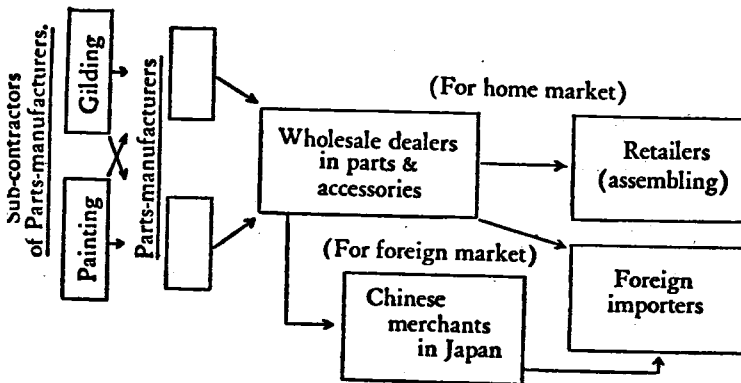 Sub-contractors
of Parts-manufacturers.
Gilding
Painting
Parts-manufacturers
(For home market)
Wholesale dealers
in parts &
accessories
Retailers
(assembling)
(For foreign market)
Chinese
merchants
in Japan
Foreign
importers